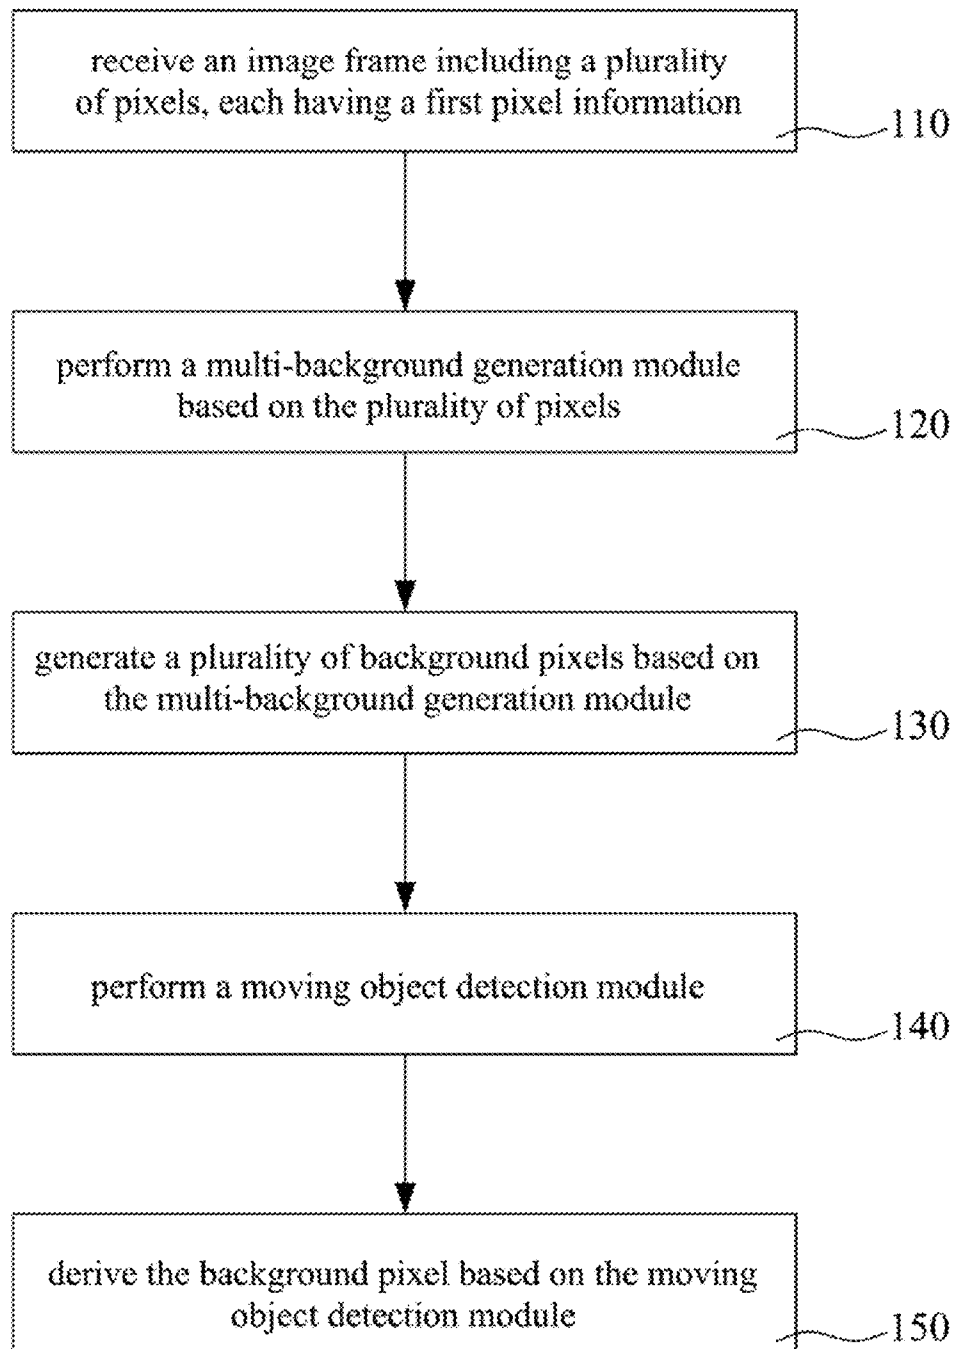 receive an image frame including a plurality
of pixels, each having a first pixel information
110
perform a multi-background generation module
based on the plurality of pixels
120
generate a plurality of background pixels based on
the multi-background generation module
130
perform a moving object detection module
140
derive the background pixel based on the moving
object detection module
150